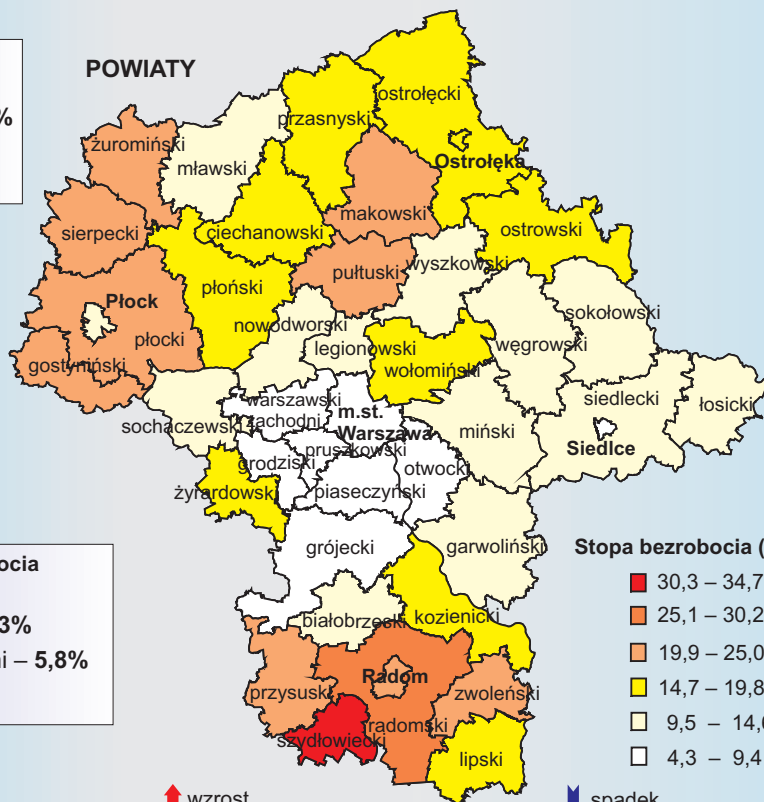 POWIATY
%
ostrołęcki
przasnyski
żuromiński
mławski
Ostrołęka
makowski
sierpecki
ciechanowski
ostrowski
wyszkowski
pułtuski
płoński
Płock
sokołowski
nowodworski
płocki
węgrowski
legionowski
gostyniński
wołomiński
siedlecki
warszawski
zachodni
m.st.
Warszawa
łosicki
sochaczewski
miński
Siedlce
pruszkowski
grodziski
otwocki
żyrardowski
piaseczyński
grójecki
garwoliński
białobrzeski
kozienicki
Radom
przysuski
zwoleński
radomski
szydłowiecki
lipski
ocia
3%
ni – 5,8%
Stopa bezrobocia (
30,3 – 34,7
25,1 – 30,2
19,9 – 25,0
14,7 – 19,8
9,5 – 14,6
4,3 – 9,4
wzrost
spadek